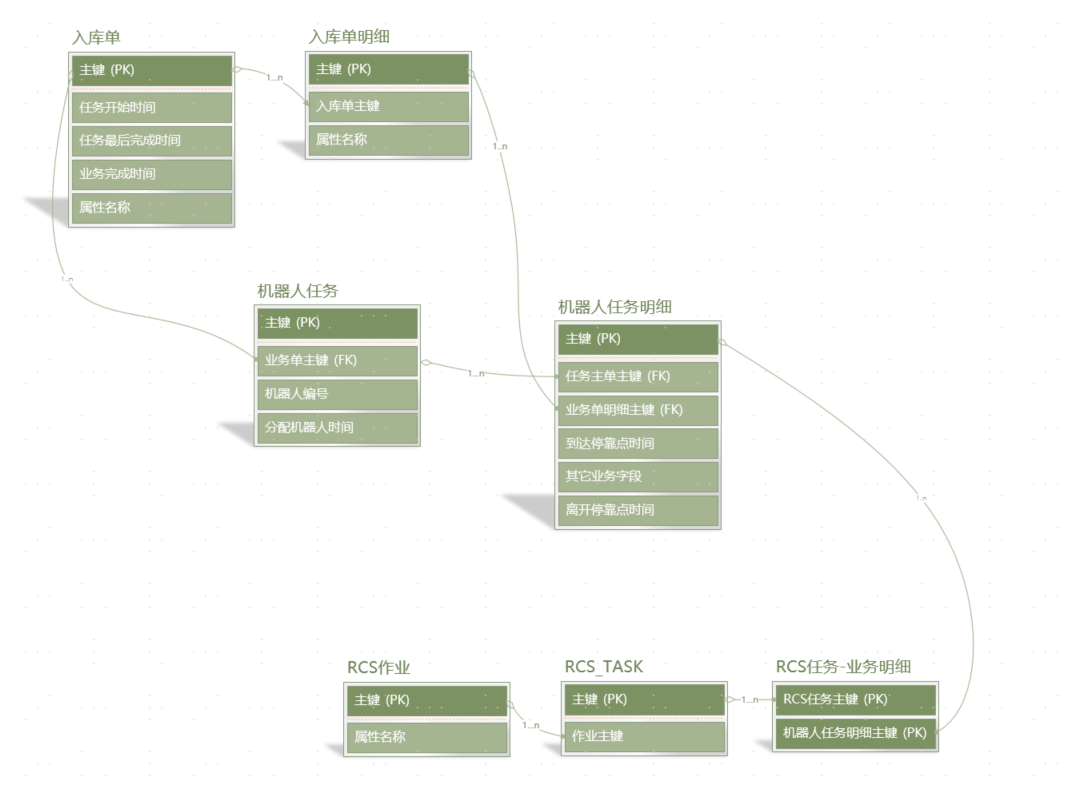 入库单
主键 (PK)
任务开始时间
任务最后完成时间
业务完成时间
属性名称
入库单明细
主键 (PK)
入库单主键
属性名称
1...n
1...n
1...n
机器人任务
主键 (PK)
业务单主键 (FK)
机器人编号
分配机器人时间
1...n
机器人任务明细
主键 (PK)
任务主单主键 (FK)
业务单明细主键 (FK)
到达停靠点时间
其它业务字段
离开停靠点时间
1...n
RCS作业
主键 (PK)
属性名称
1...n
RCS_TASK
主键 (PK)
作业主键
1...n
RCS任务-业务明细
RCS任务主键 (PK)
机器人任务明细主键 (PK)